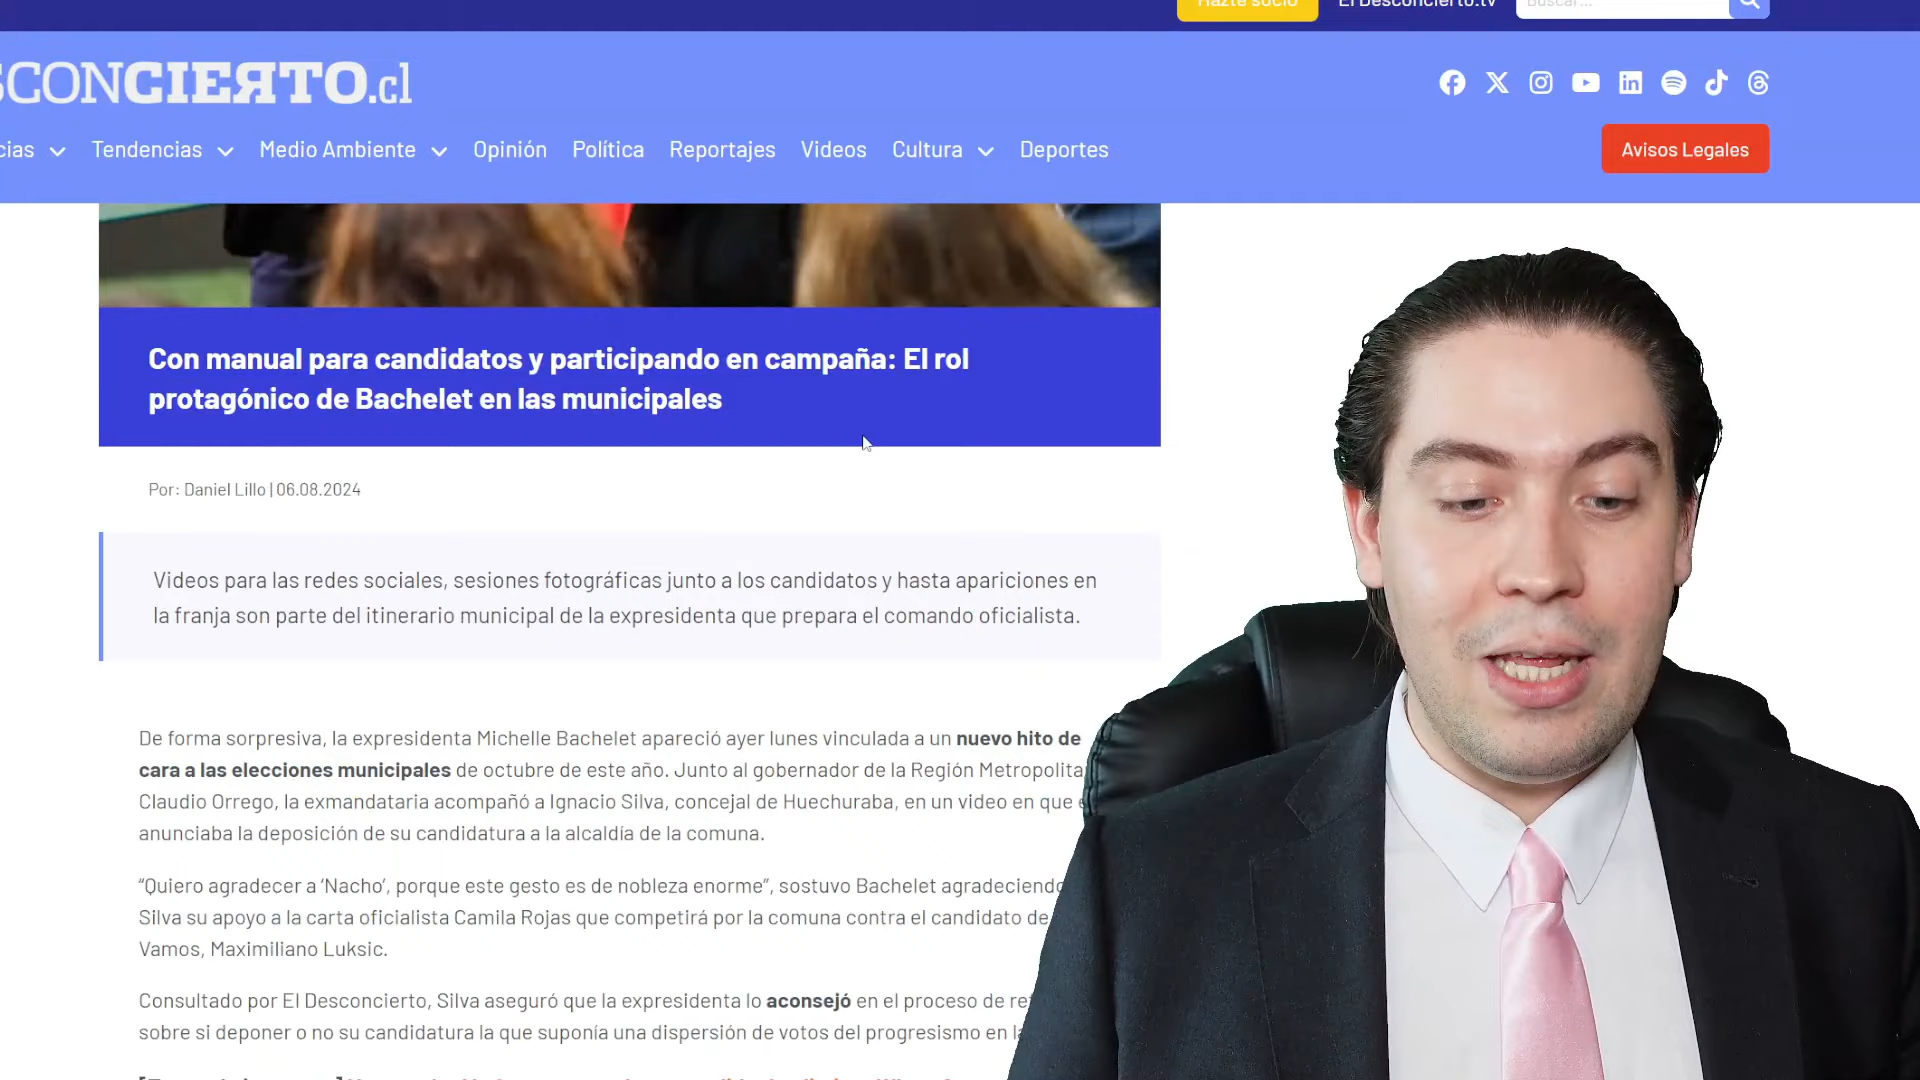 Hazte socio
El Desconcierto.tv
Buscar...
SCONCIERTO.cl
cias
Tendencias
Medio Ambiente
Opinión
Política
Reportajes
Videos
Cultura
Deportes
Avisos Legales
Con manual para candidatos y participando en campaña: El rol
protagónico de Bachelet en las municipales
Por: Daniel Lillo | 06.08.2024
Videos para las redes sociales, sesiones fotográficas junto a los candidatos y hasta apariciones en
la franja son parte del itinerario municipal de la expresidenta que prepara el comando oficialista.
De forma sorpresiva, la expresidenta Michelle Bachelet apareció ayer lunes vinculada a un nuevo hito de
cara a las elecciones municipales de octubre de este año. Junto al gobernador de la Región Metropolita
Claudio Orrego, la exmandataria acompañó a Ignacio Silva, concejal de Huechuraba, en un video en que
anunciaba la deposición de su candidatura a la alcaldía de la comuna.
“Quiero agradecer a ‘Nacho’, porque este gesto es de nobleza enorme”, sostuvo Bachelet agradeciendo
Silva su apoyo a la carta oficialista Camila Rojas que competirá por la comuna contra el candidato de
Vamos, Maximiliano Luksic.
Consultado por El Desconcierto, Silva aseguró que la expresidenta lo aconsejó en el proceso de re
sobre si deponer o no su candidatura la que suponía una dispersión de votos del progresismo en